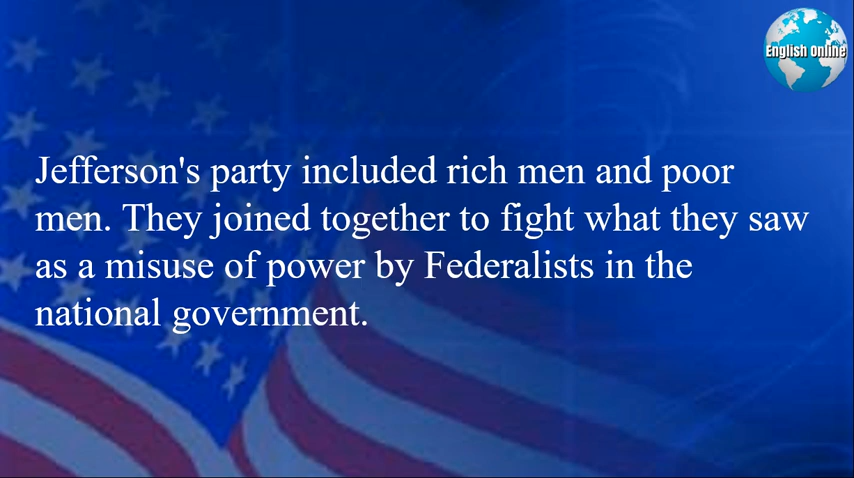 English Online
Jefferson's party included rich men and poor
men. They joined together to fight what they saw
as a misuse of power by Federalists in the
national government.